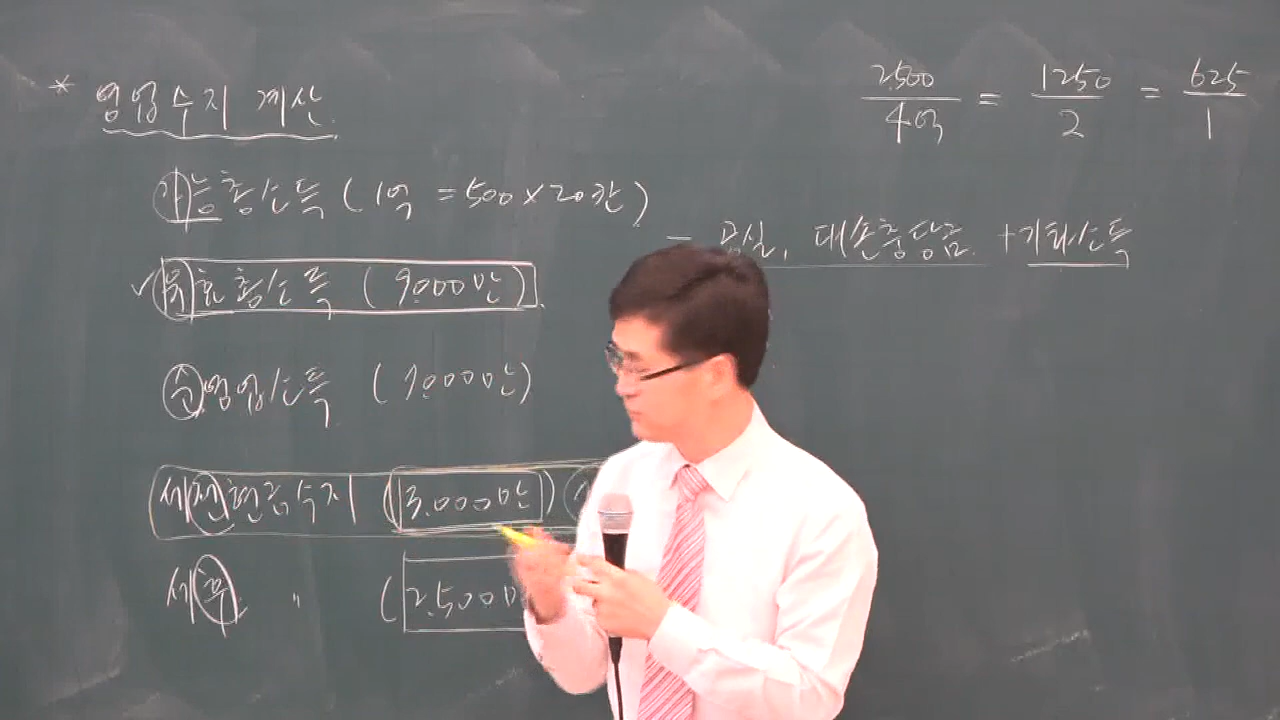 * 영업수지 계산
2500/4억 = 1250/2 = 625/1
가능총소득 (1억 = 500 × 20칸)
- 공실, 대손충당금. + 기타소득
✓ 유효총소득 (9.000만).
순영업소득 (7.000만)
세전현금수지 (3.000만)
세후 〃 (2.500만